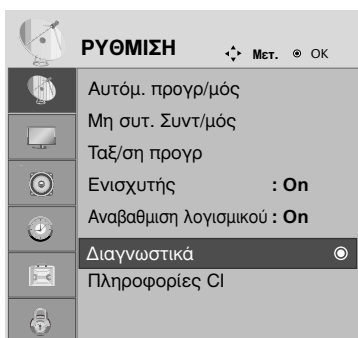 ΡΥΘΜΙΣΗ Μετ. OK
Αυτόμ. προγρ/μός
Μη συτ. Συντ/μός
Ταξ/ση προγρ
Ενισχυτής : On
Αναβαθμιση λογισμικού : On
Διαγνωστικά
Πληροφορίες CI